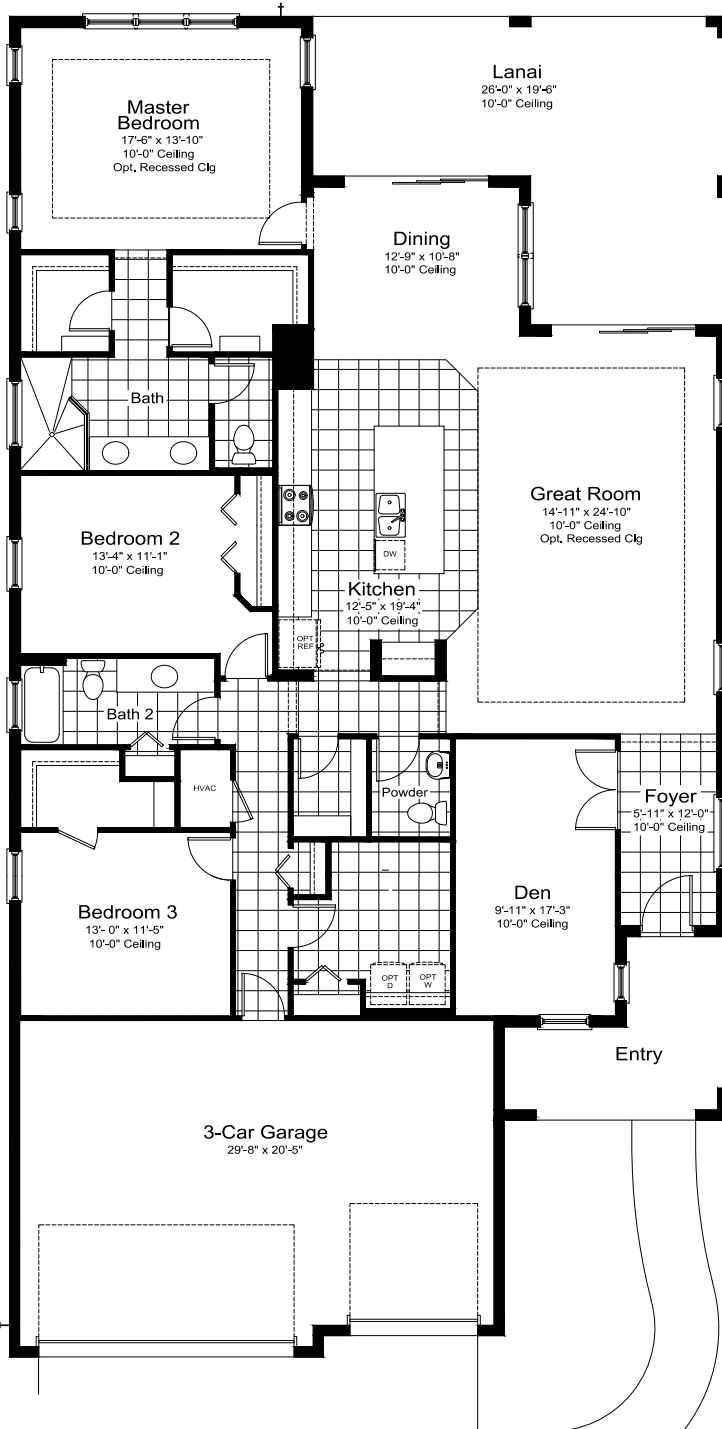 Lanai
26'-0" x 19'-6"
10'-0" Ceiling
Master
Bedroom
17'-6" x 13'-10"
10'-0" Ceiling
Opt. Recessed Clg
Dining
12'-9" x 10'-8"
10'-0" Ceiling
Bath
Great Room
14'-11" x 24'-10"
10'-0" Ceiling
Opt. Recessed Clg
Bedroom 2
13'-4" x 11'-1"
10'-0" Ceiling
DW
Kitchen
12'-5" x 19'-4"
10'-0" Ceiling
OPT
REF
Bath 2
HVAC
Powder
Foyer
5'-11" x 12'-0"
10'-0" Ceiling
Den
9'-11" x 17'-3"
10'-0" Ceiling
Bedroom 3
13'- 0" x 11'-5"
10'-0" Ceiling
OPT
D
OPT
W
Entry
3-Car Garage
29'-8" x 20'-5"